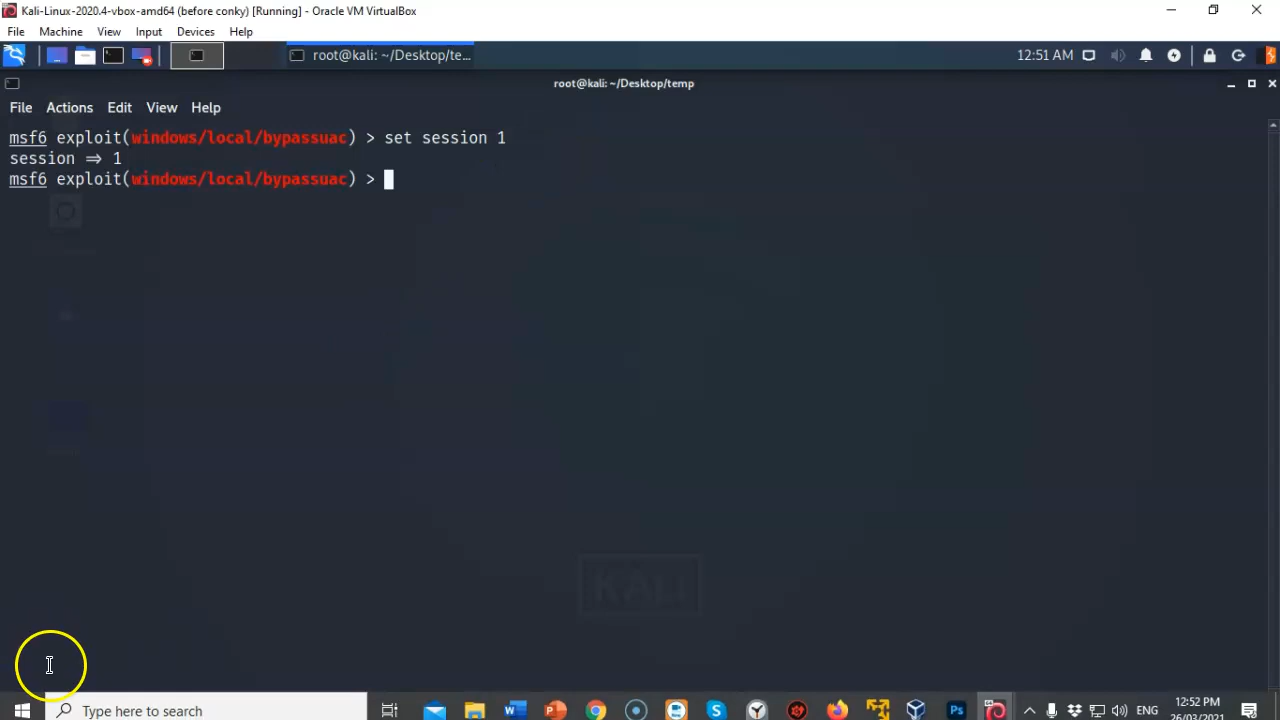 Kali-Linux-2020.4-vbox-amd64 (before conky) [Running] - Oracle VM VirtualBox
File Machine View Input Devices Help
root@kali: ~/Desktop/te...
12:51 AM
root@kali: ~/Desktop/temp
File Actions Edit View Help
msf6 exploit(windows/local/bypassuac) > set session 1
session ⇒ 1
msf6 exploit(windows/local/bypassuac) >
KALI
Type here to search
ENG
12:52 PM
26/03/2021